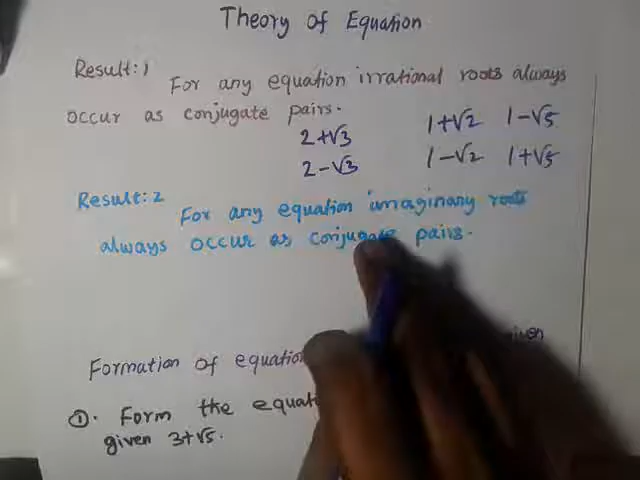 Theory of Equation
Result:1 For any equation irrational roots always
occur as conjugate pairs.
2+√3 1+√2 1-√5
2-√3 1-√2 1+√5
Result:2 For any equation imaginary roots
always occur as conjugate pairs.
Formation of equation given
①. Form the equat
given 3+√5.